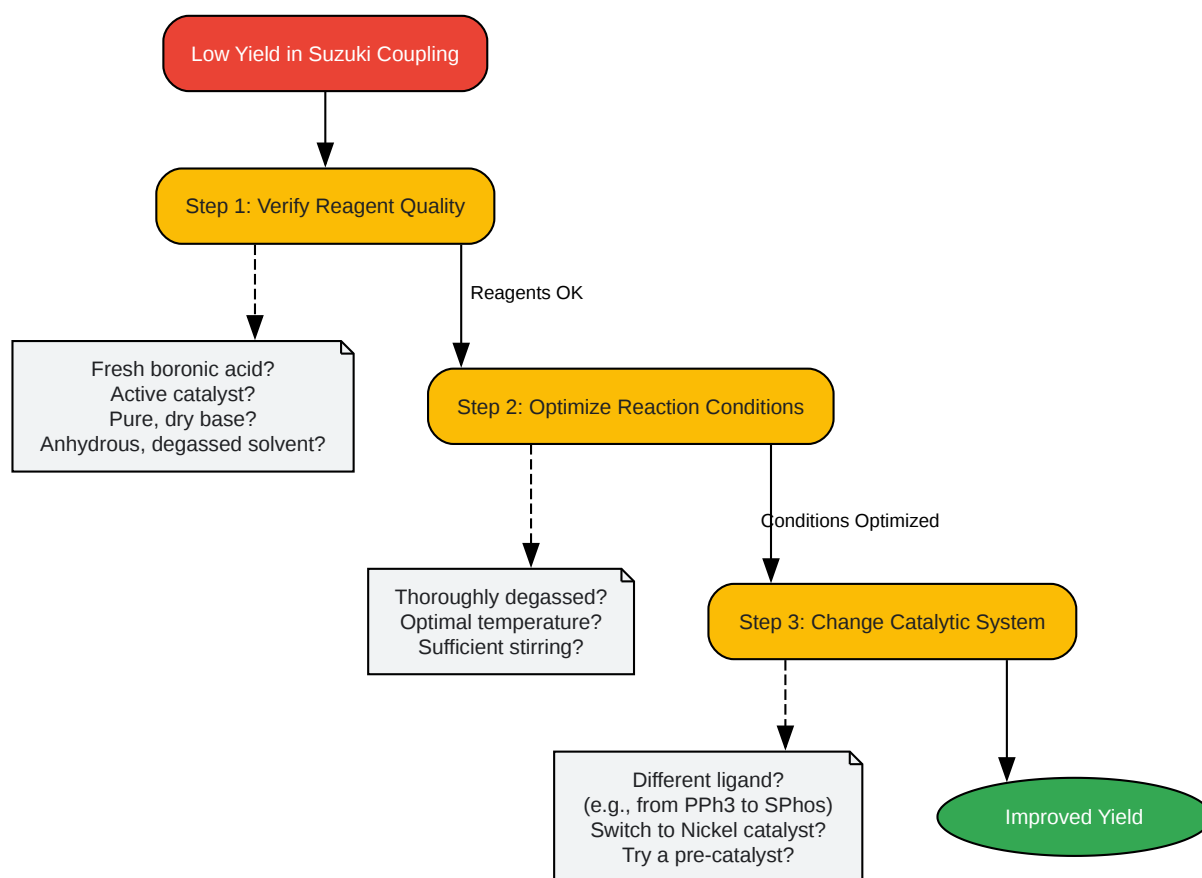 Low Yield in Suzuki Coupling
Step 1: Verify Reagent Quality
Reagents OK
Fresh boronic acid?
Active catalyst?
Pure, dry base?
Anhydrous, degassed solvent?
Step 2: Optimize Reaction Conditions
Conditions Optimized
Thoroughly degassed?
Optimal temperature?
Sufficient stirring?
Step 3: Change Catalytic System
Different ligand?
(e.g., from PPh3 to SPhos)
Switch to Nickel catalyst?
Try a pre-catalyst?
Improved Yield